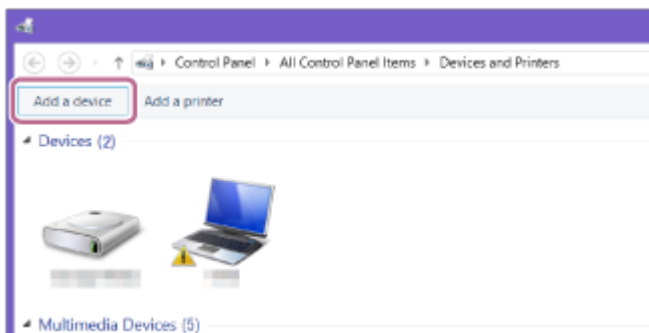 Control Panel ▸ All Control Panel Items ▸ Devices and Printers
Add a device Add a printer
Devices (2)
Multimedia Devices (5)